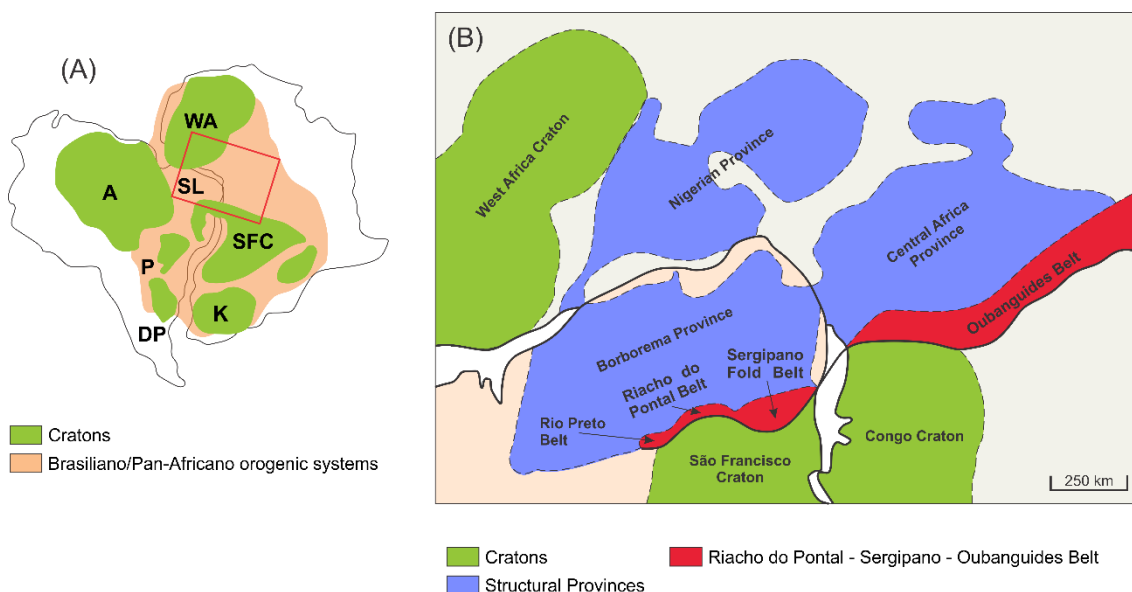 (A)
WA
A
SL
SFC
P
K
DP
Cratons
Brasiliano/Pan-Africano orogenic systems
(B)
West Africa Craton
Nigerian Province
Central Africa
Province
Oubanguides Belt
Borborema Province
Sergipano
Fold Belt
Riacho do
Pontal Belt
Rio Preto
Belt
São Francisco
Craton
Congo Craton
250 km
Cratons
Structural Provinces
Riacho do Pontal - Sergipano - Oubanguides Belt